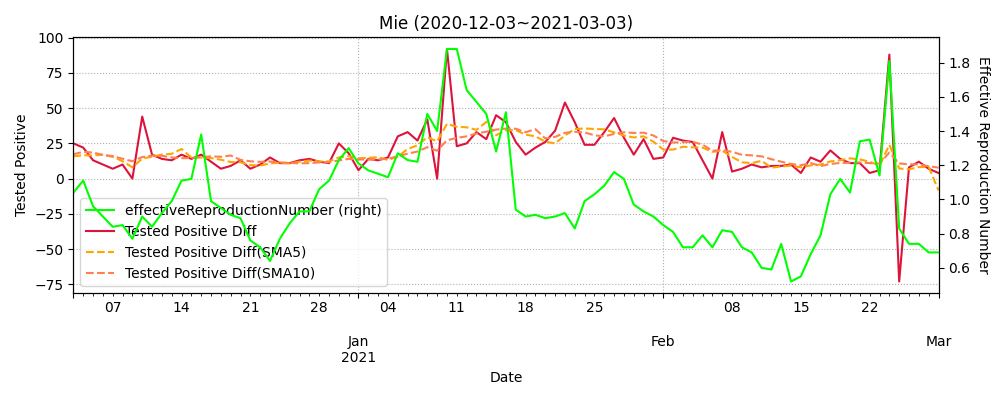 Mie (2020-12-03~2021-03-03)
Tested Positive
100
75
50
25
0
−25
−50
−75
1.8
1.6
1.4
1.2
1.0
0.8
0.6
Effective Reproduction Number
effectiveReproductionNumber (right)
Tested Positive Diff
Tested Positive Diff(SMA5)
Tested Positive Diff(SMA10)
07 14 21 28 04 11 18 25 08 15 22
Jan Feb Mar
2021
Date